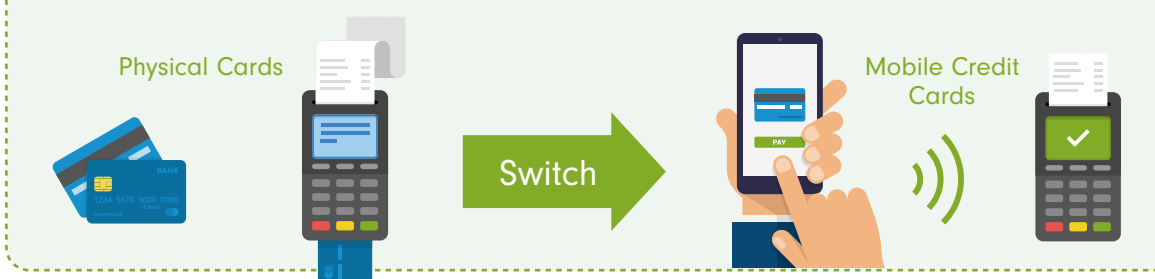 Physical Cards
BANK
1234 5678 9000 0000
Switch
PAY
Mobile Credit
Cards